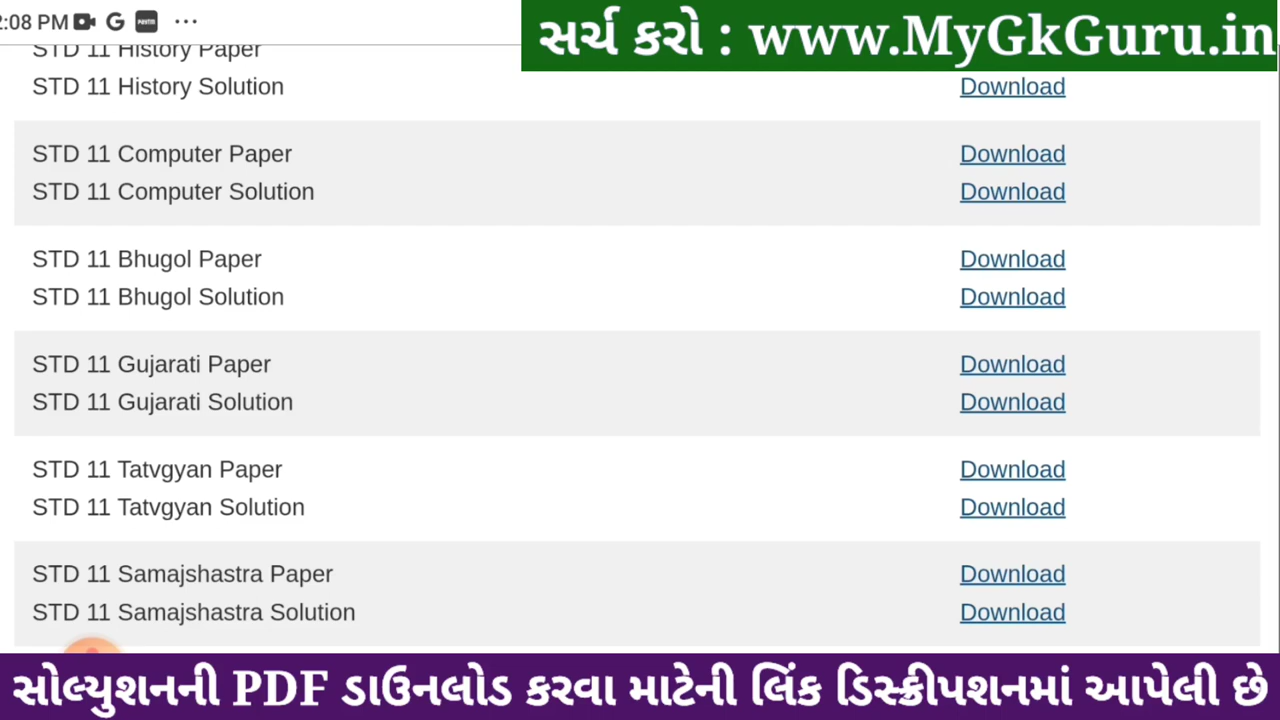 2:08 PM
સર્ચ કરો : www.MyGkGuru.in
STD 11 History Paper
STD 11 History Solution Download
STD 11 Computer Paper Download
STD 11 Computer Solution Download
STD 11 Bhugol Paper Download
STD 11 Bhugol Solution Download
STD 11 Gujarati Paper Download
STD 11 Gujarati Solution Download
STD 11 Tatvgyan Paper Download
STD 11 Tatvgyan Solution Download
STD 11 Samajshastra Paper Download
STD 11 Samajshastra Solution Download
સોલ્યુશનની PDF ડાઉનલોડ કરવા માટેની લિંક ડિસ્ક્રીપશનમાં આપેલી છે